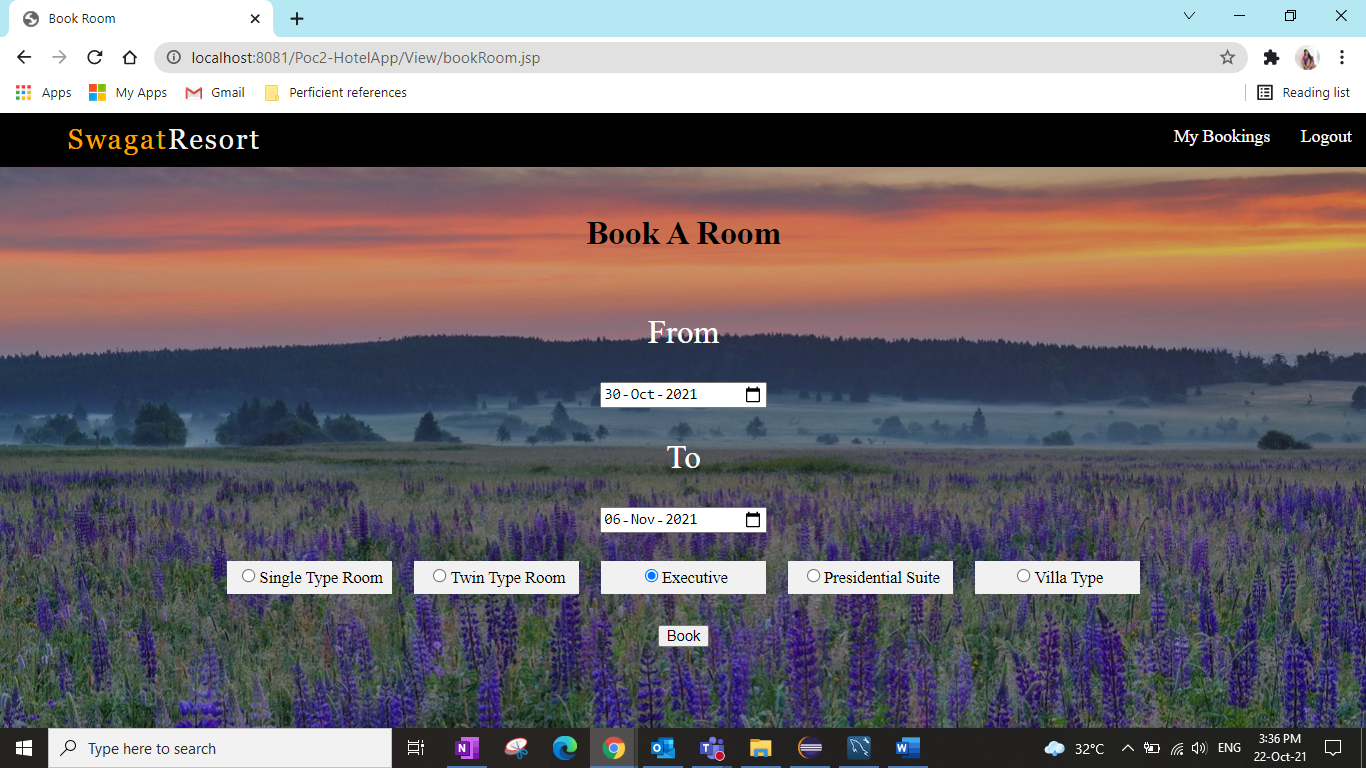 Book Room
localhost:8081/Poc2-HotelApp/View/bookRoom.jsp
Apps My Apps Gmail Perficient references Reading list
SwagatResort My Bookings Logout
Book A Room
From
30-Oct-2021
To
06-Nov-2021
Single Type Room Twin Type Room Executive Presidential Suite Villa Type
Book
Type here to search
N
W
32°C
ENG
3:36 PM
22-Oct-21